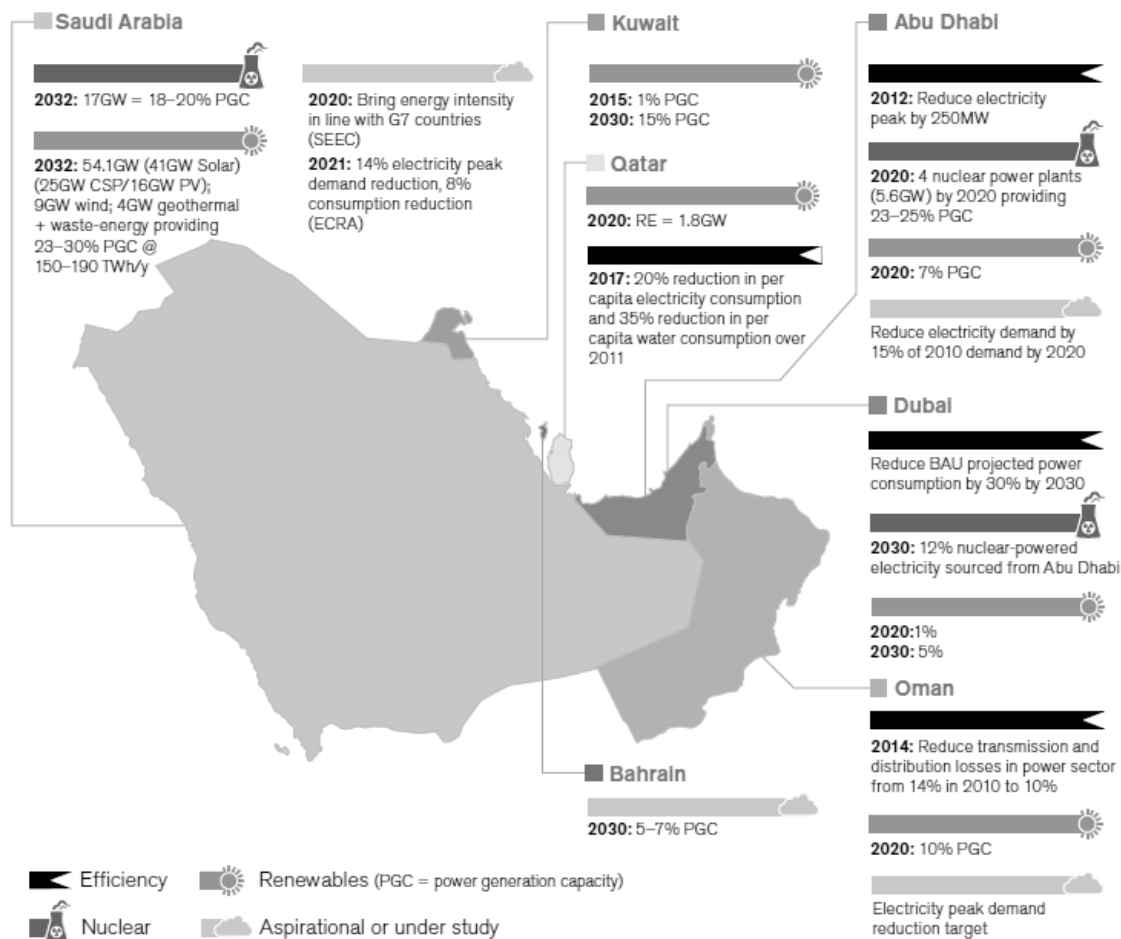 Saudi Arabia
2032: 17GW = 18–20% PGC
2032: 54.1GW (41GW Solar)
(25GW CSP/16GW PV);
9GW wind; 4GW geothermal
+ waste-energy providing
23–30% PGC @
150–190 TWh/y
2020: Bring energy intensity
in line with G7 countries
(SEEC)
2021: 14% electricity peak
demand reduction, 8%
consumption reduction
(ECRA)
Kuwait
2015: 1% PGC
2030: 15% PGC
Qatar
2020: RE = 1.8GW
2017: 20% reduction in per
capita electricity consumption
and 35% reduction in per
capita water consumption over
2011
Abu Dhabi
2012: Reduce electricity
peak by 250MW
2020: 4 nuclear power plants
(5.6GW) by 2020 providing
23–25% PGC
2020: 7% PGC
Reduce electricity demand by
15% of 2010 demand by 2020
Dubai
Reduce BAU projected power
consumption by 30% by 2030
2030: 12% nuclear-powered
electricity sourced from Abu Dhabi
2020:1%
2030: 5%
Oman
2014: Reduce transmission and
distribution losses in power sector
from 14% in 2010 to 10%
2020: 10% PGC
Electricity peak demand
reduction target
Bahrain
2030: 5–7% PGC
Efficiency
Renewables (PGC = power generation capacity)
Nuclear
Aspirational or under study